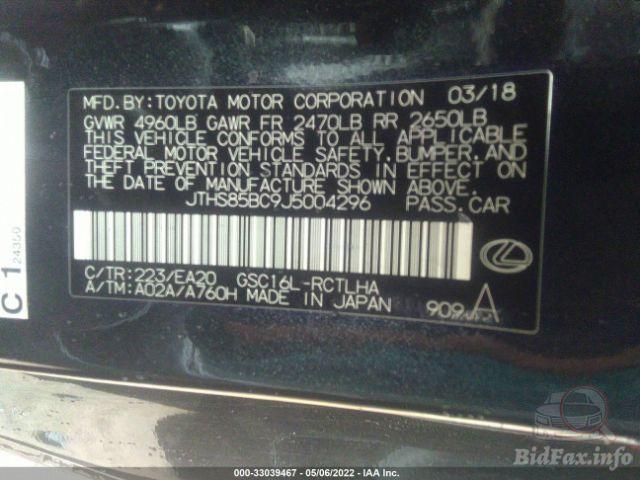 MFD. BY: TOYOTA MOTOR CORPORATION 03/18
GVWR 4960LB GAWR FR 2470LB RR 2650LB
THIS VEHICLE CONFORMS TO ALL APPLICABLE
FEDERAL MOTOR VEHICLE SAFETY, BUMPER, AND
THEFT PREVENTION STANDARDS IN EFFECT ON
THE DATE OF MANUFACTURE SHOWN ABOVE.
JTHS85BC9J5004296 PASS.CAR
C/TR:223/EA20 GSC16L-RCTLHA
A/TM:A02A/A760H MADE IN JAPAN 909
A
C1 24350
BidFax.info
000-33039467 - 05/06/2022 - IAA Inc.